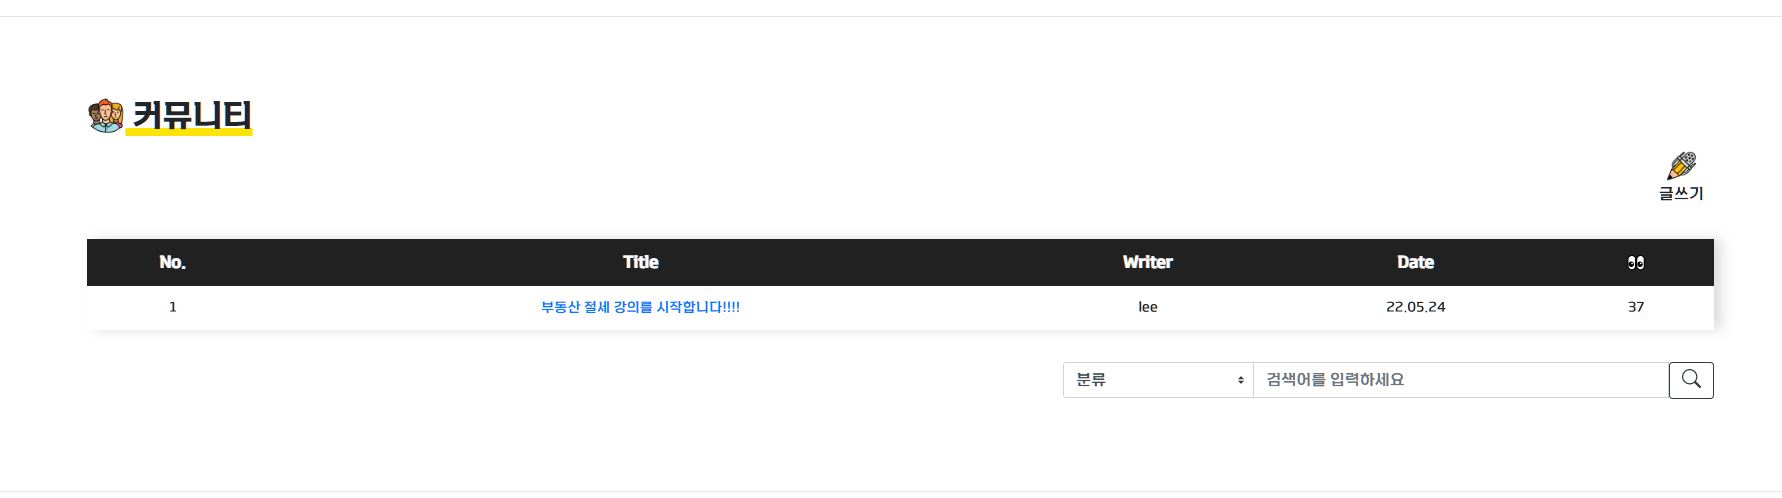 커뮤니티
글쓰기
No. Title Writer Date
1 부동산 절세 강의를 시작합니다!!!! lee 22.05.24 37
분류 검색어를 입력하세요